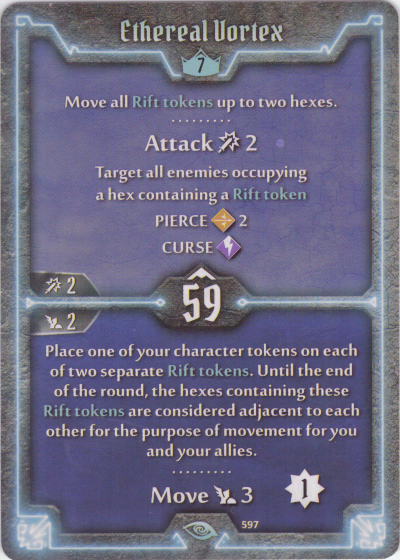 Ethereal Vortex
7
Move all Rift tokens up to two hexes.
Attack 2
Target all enemies occupying
a hex containing a Rift token
PIERCE 2
CURSE
2
59
2
Place one of your character tokens on each
of two separate Rift tokens. Until the end
of the round, the hexes containing these
Rift tokens are considered adjacent to each
other for the purpose of movement for you
and your allies.
Move 3
1
597